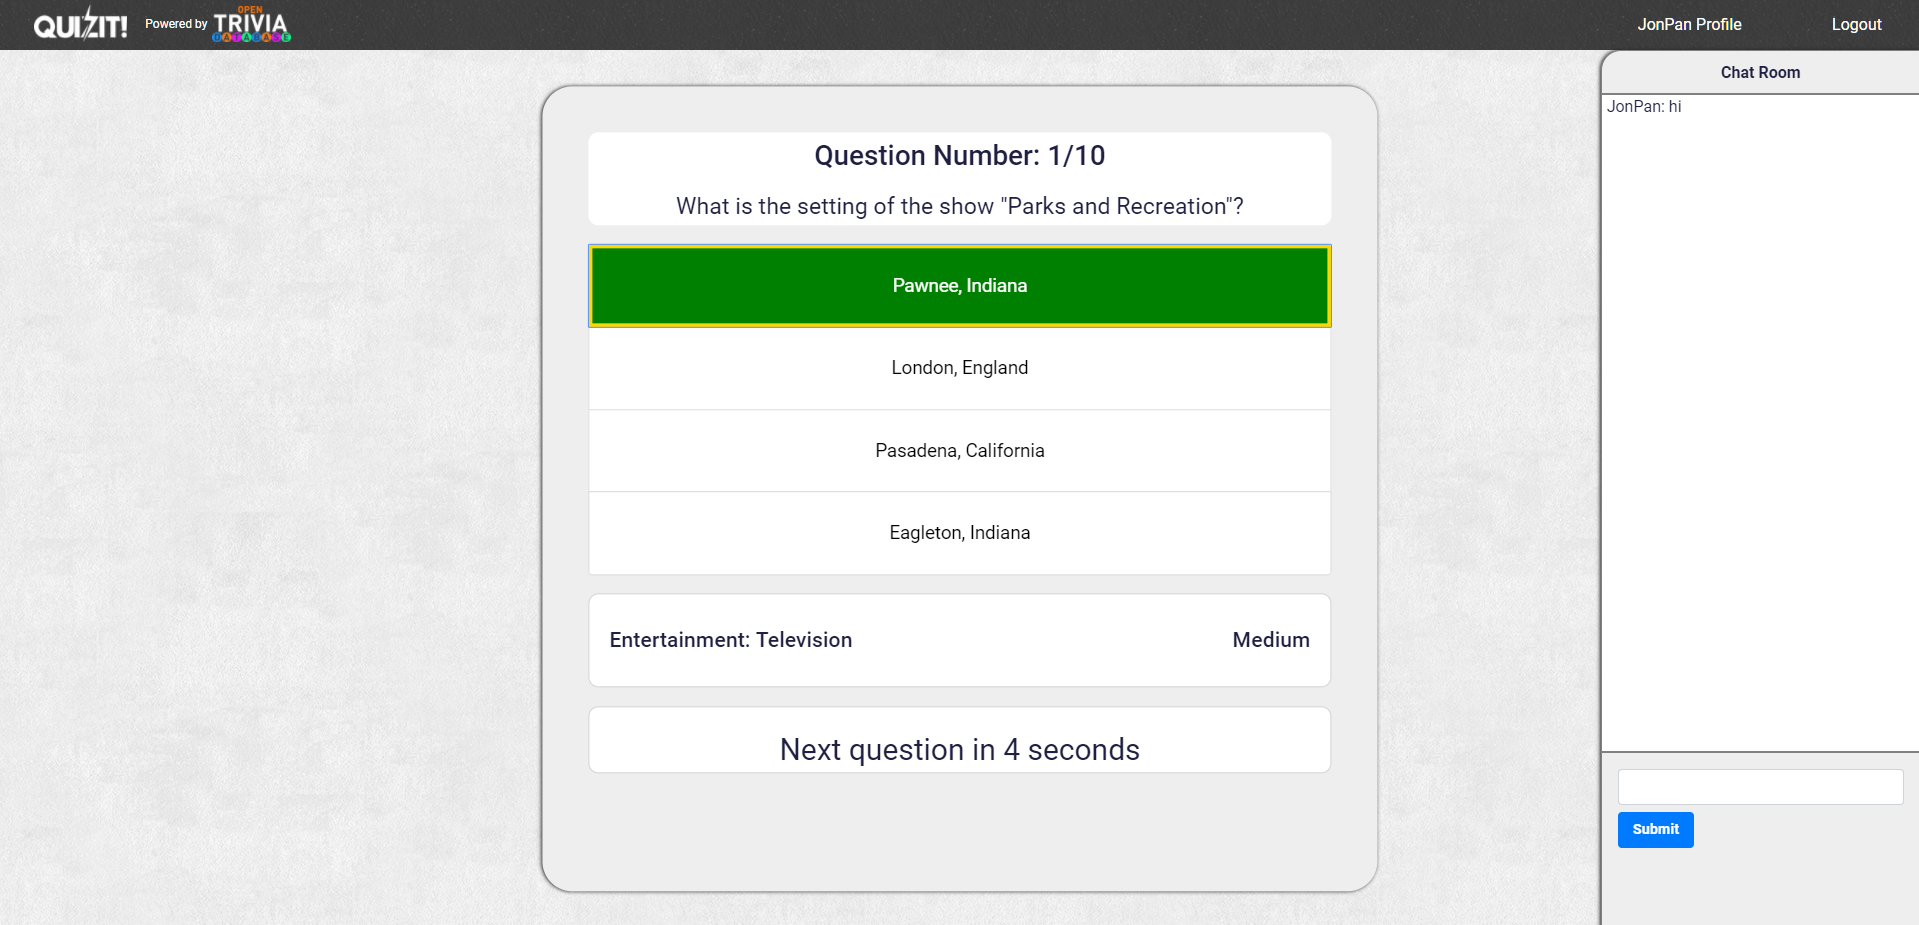 QUIZIT!
Powered by
OPEN
TRIVIA
DATABASE
JonPan Profile
Logout
Question Number: 1/10
What is the setting of the show "Parks and Recreation"?
Pawnee, Indiana
London, England
Pasadena, California
Eagleton, Indiana
Entertainment: Television
Medium
Next question in 4 seconds
Chat Room
JonPan: hi
Submit